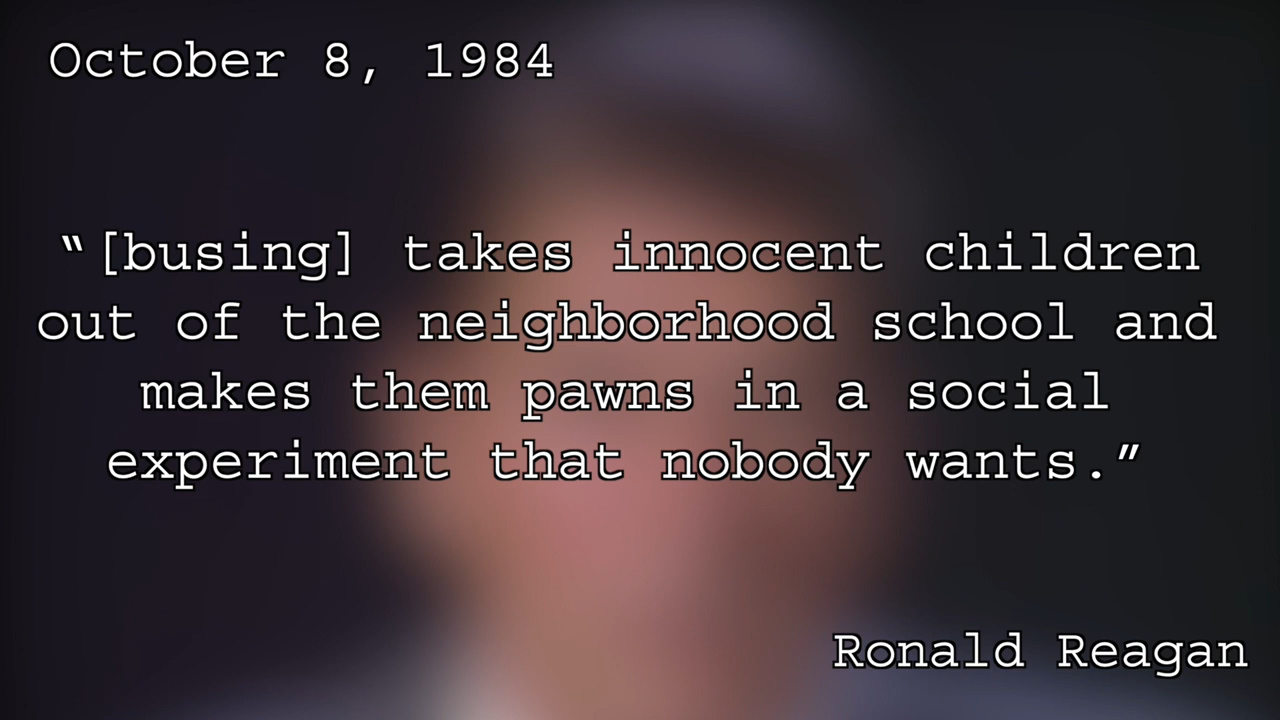 October 8, 1984
“[busing] takes innocent children
out of the neighborhood school and
makes them pawns in a social
experiment that nobody wants.”
Ronald Reagan